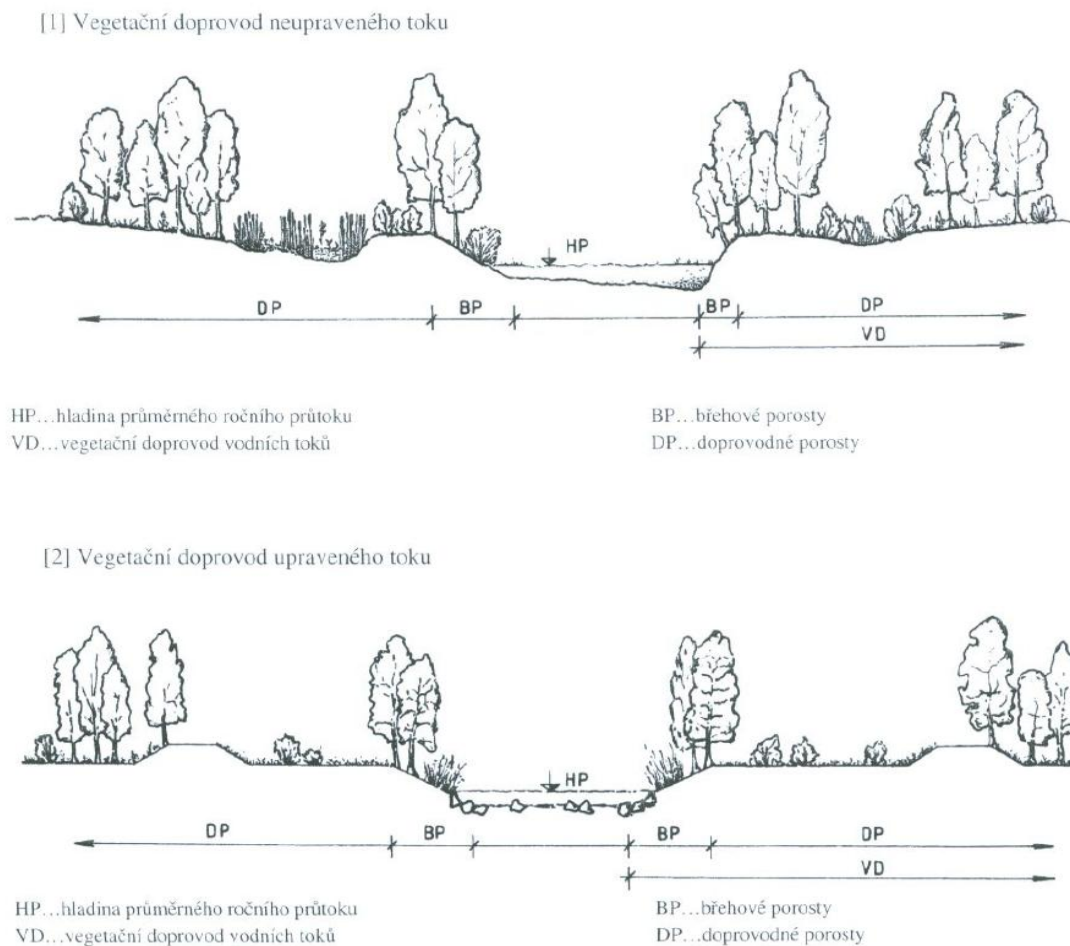 [1] Vegetační doprovod neupraveného toku
HP
DP BP BP DP
VD
HP...hladina průměrného ročního průtoku BP...břehové porosty
VD...vegetační doprovod vodních toků DP...doprovodné porosty
[2] Vegetační doprovod upraveného toku
HP
DP BP BP DP
VD
HP...hladina průměrného ročního průtoku BP...břehové porosty
VD...vegetační doprovod vodních toků DP...doprovodné porosty